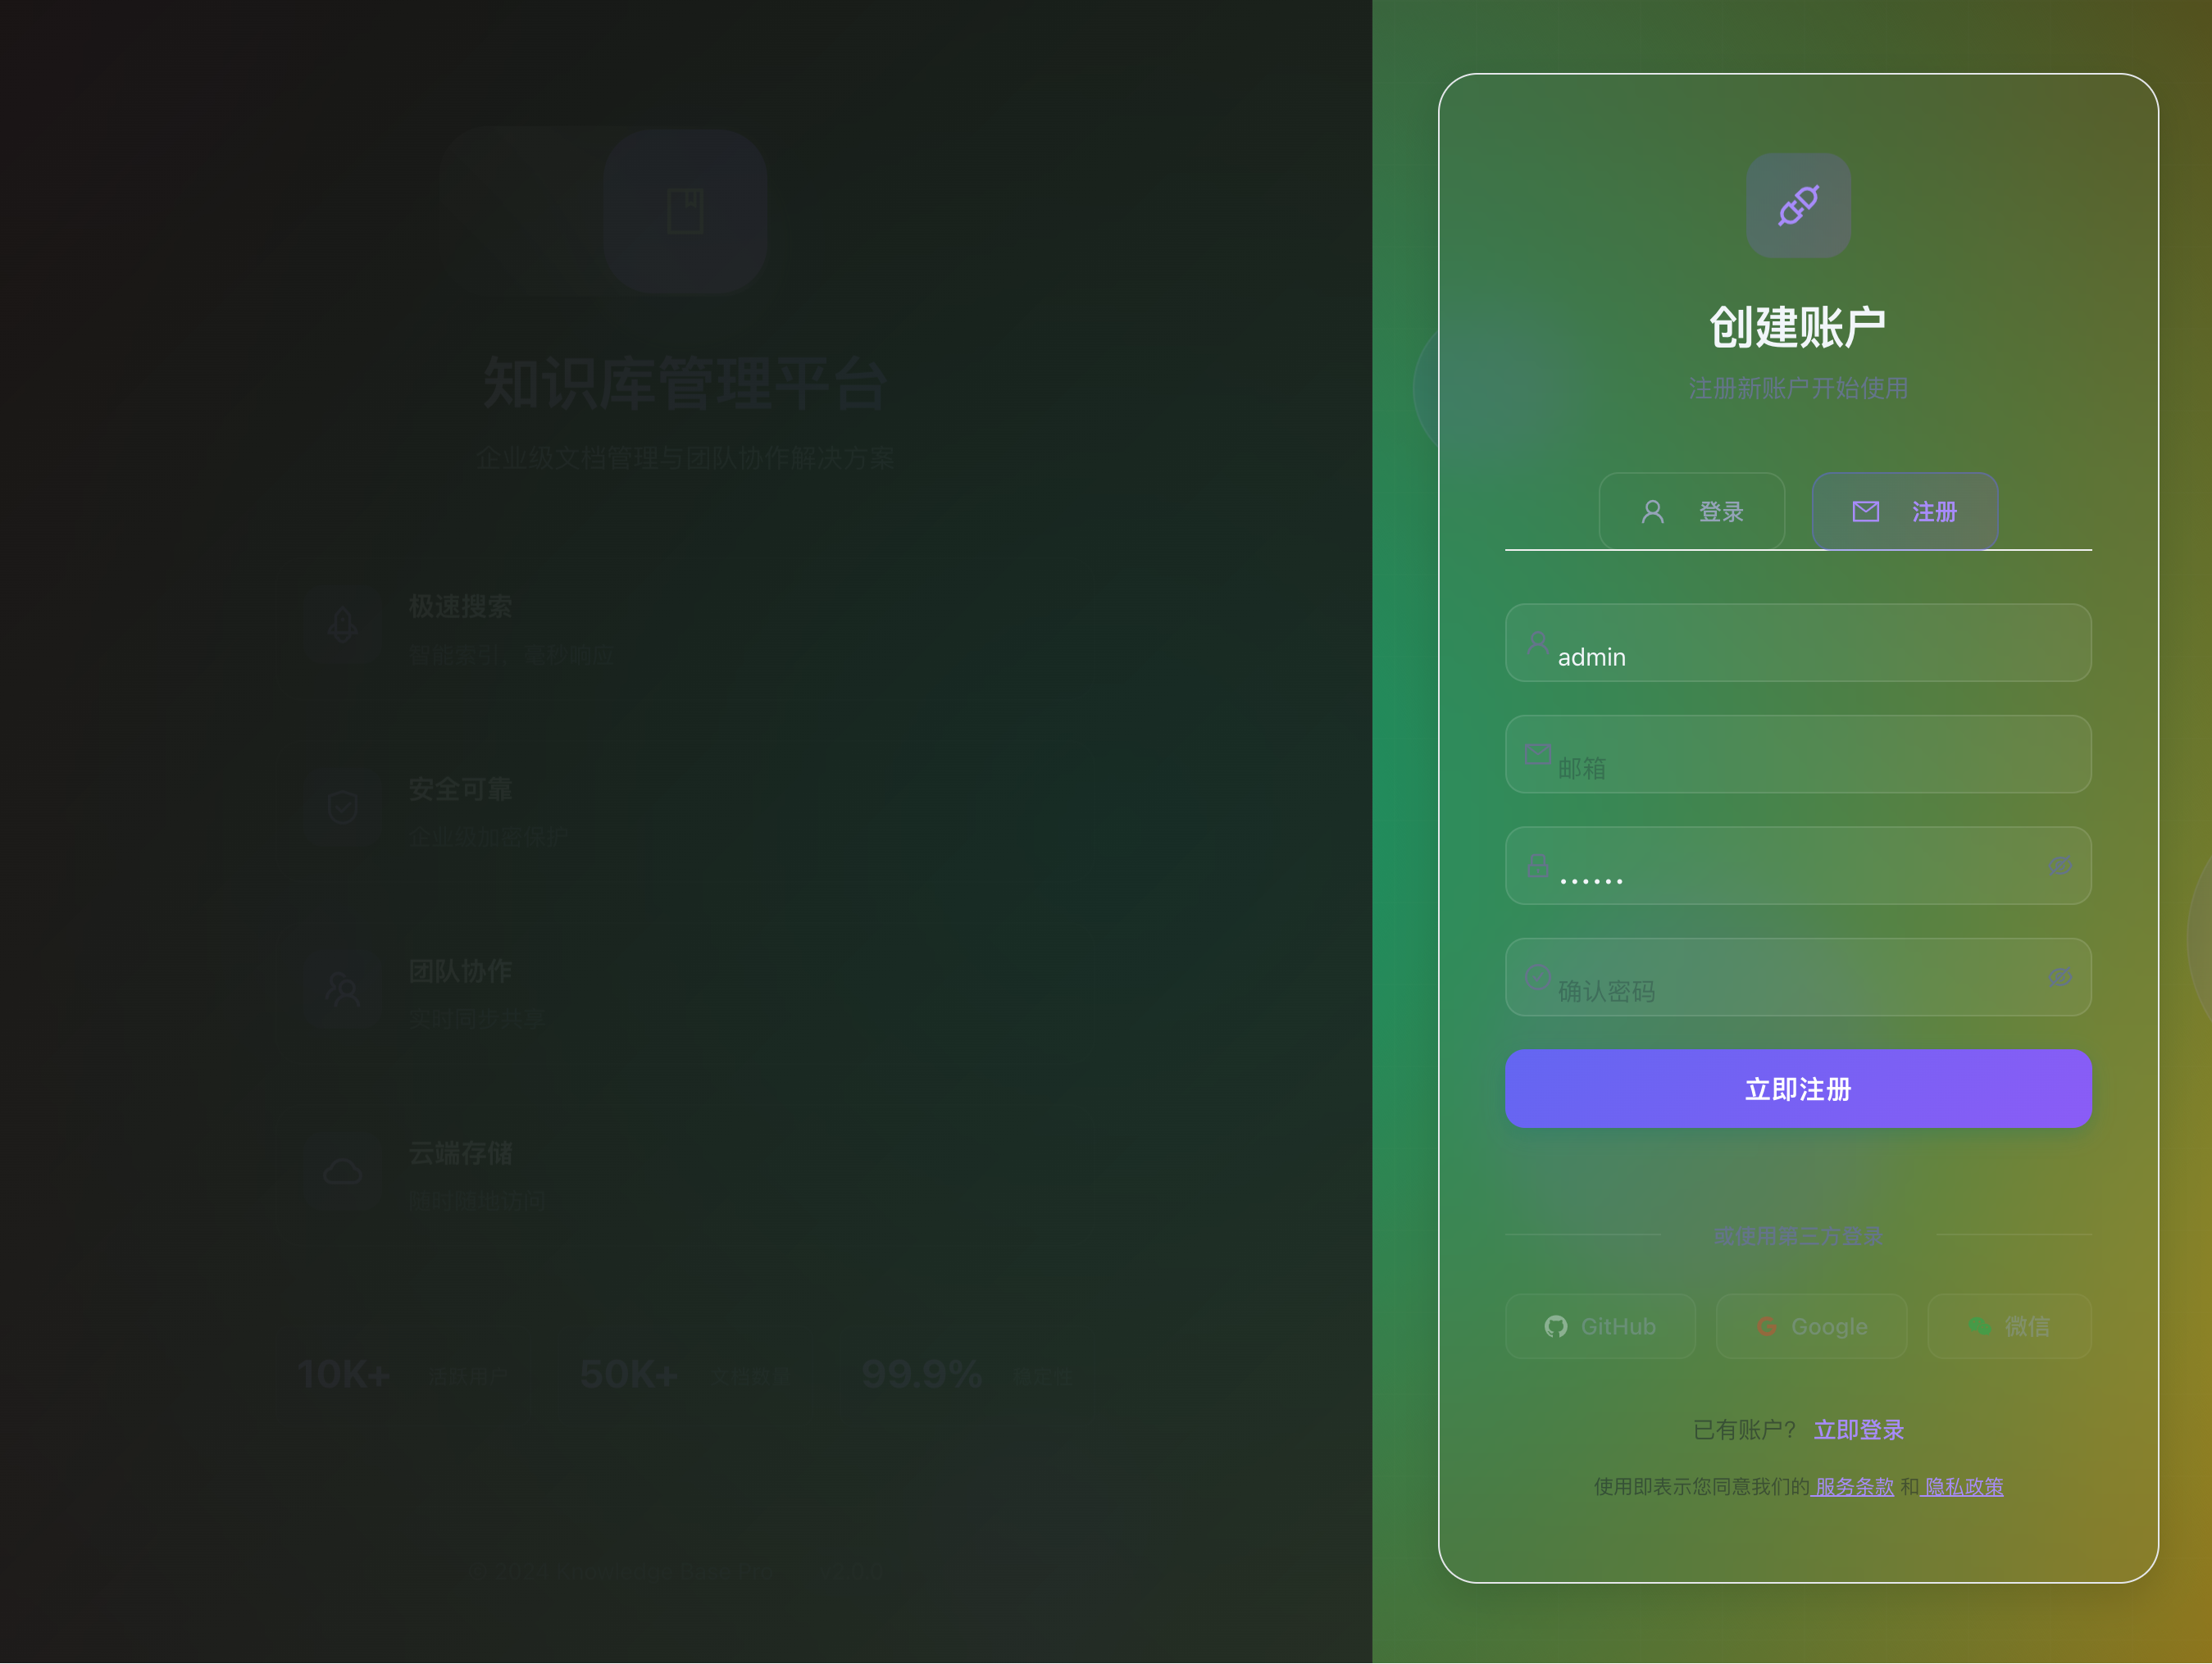 知识库管理平台
企业级文档管理与团队协作解决方案
极速搜索
智能索引、毫秒响应
安全可靠
企业级加密保护
团队协作
实时同步共享
云端存储
随时随地访问
10K+ 活跃用户 50K+ 文档数量 99.9% 稳定性
创建账户
注册新账户开始使用
登录 注册
admin
邮箱
••••••
确认密码
立即注册
或使用第三方登录
GitHub Google 微信
已有账户? 立即登录
使用即表示您同意我们的 服务条款 和 隐私政策